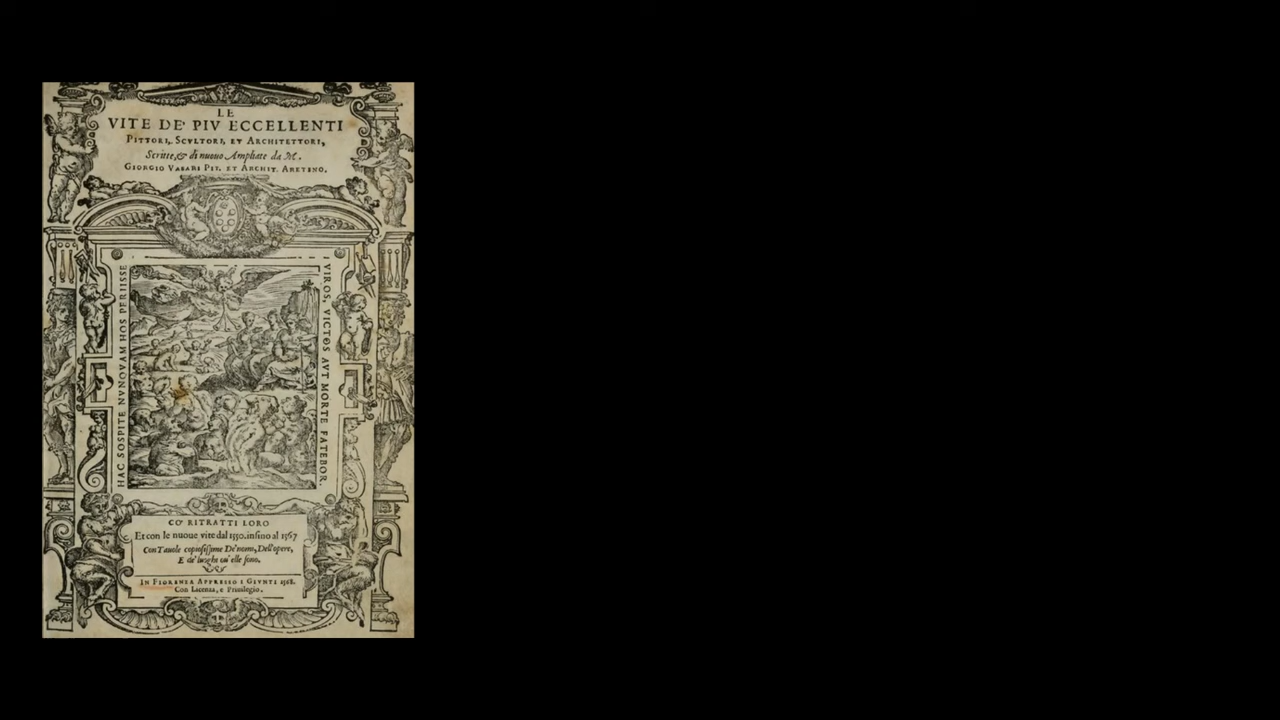 LE
VITE DE' PIV ECCELLENTI
PITTORI, SCVLTORI, ET ARCHITETTORI,
Scritte, & di nuouo Ampliate da M.
GIORGIO VASARI PIT. ET ARCHIT. ARETINO.
HAC SOSPITE NVNQVAM HOS PERIISSE
VIROS, VICTOS AVT MORTE FATEBOR.
CO' RITRATTI LORO
Et con le nuoue vite dal 1550. insino al 1567
Con Tauole copiosissime De' nomi, Dell'opere,
E de' luoghi ou' elle sono.
IN FIORENZA APPRESSO I GIVNTI 1568.
Con Licenza, e Priuilegio.